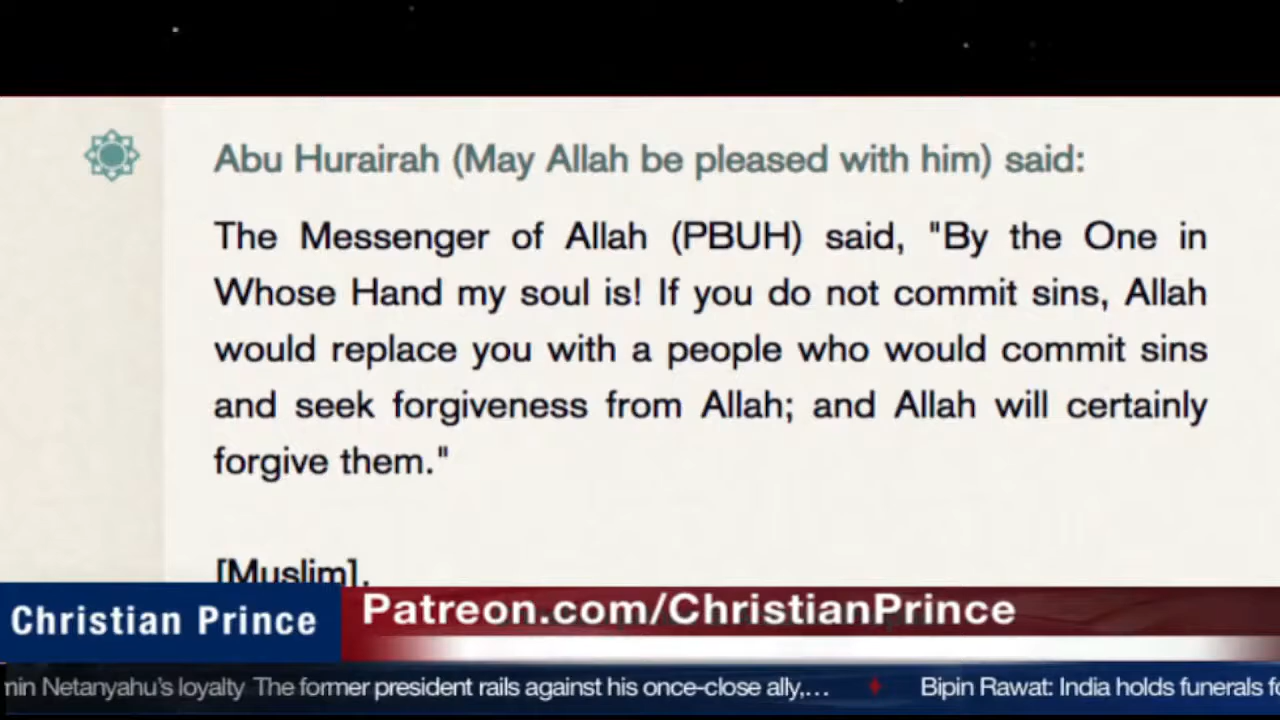 Abu Hurairah (May Allah be pleased with him) said:
The Messenger of Allah (PBUH) said, "By the One in
Whose Hand my soul is! If you do not commit sins, Allah
would replace you with a people who would commit sins
and seek forgiveness from Allah; and Allah will certainly
forgive them."
[Muslim].
Christian Prince
Patreon.com/ChristianPrince
Netanyahu's loyalty The former president rails against his once-close ally,... Bipin Rawat: India holds funerals